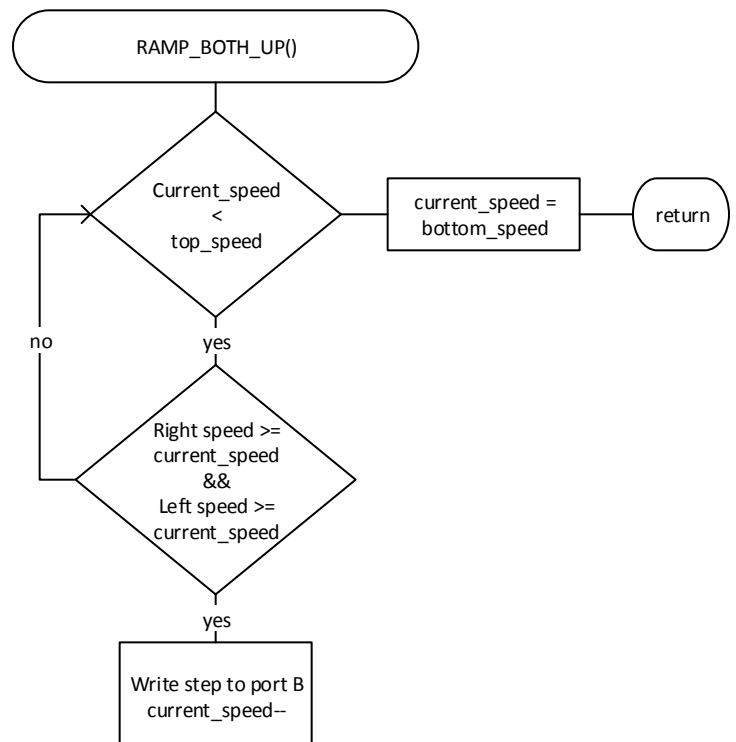 RAMP_BOTH_UP()
Current_speed
<
top_speed
current_speed =
bottom_speed
return
no
yes
Right speed >=
current_speed
&&
Left speed >=
current_speed
yes
Write step to port B
current_speed--